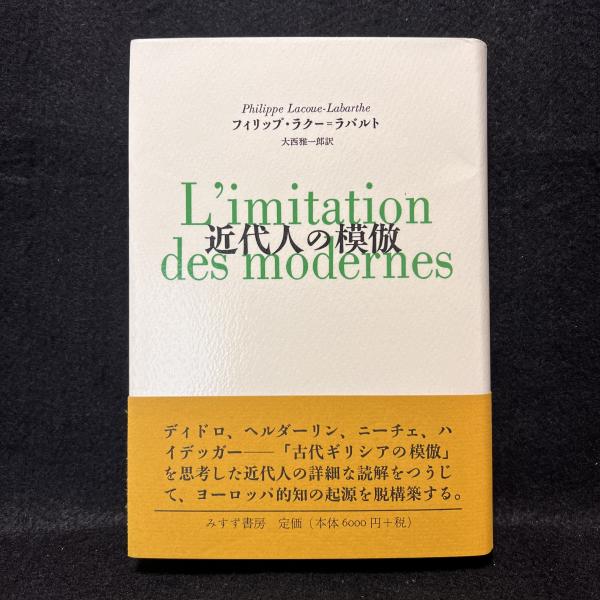 Philippe Lacoue-Labarthe
フィリップ・ラクー=ラバルト
大西雅一郎訳
L'imitation
近代人の模倣
des modernes
ディドロ、ヘルダーリン、ニーチェ、ハ
イデッガー──「古代ギリシアの模倣」
を思考した近代人の詳細な読解をつうじ
て、ヨーロッパ的知の起源を脱構築する。
みすず書房 定価(本体6000円+税)